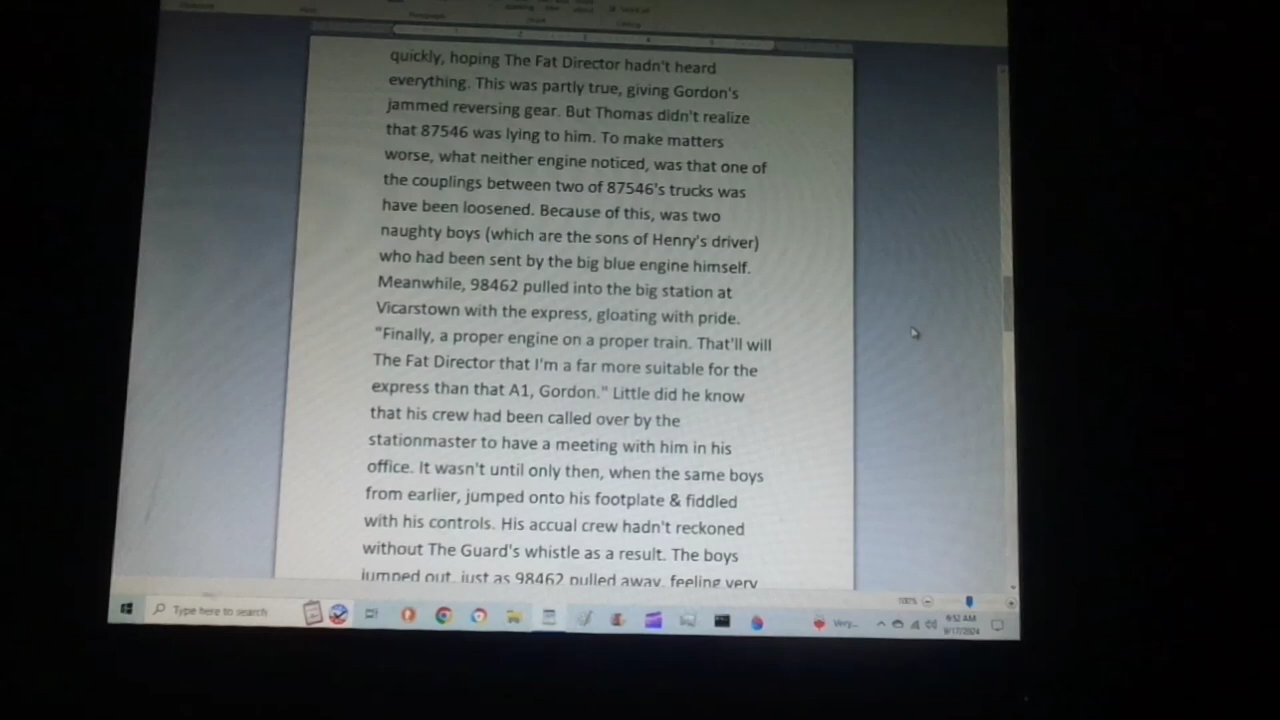 quickly, hoping The Fat Director hadn't heard
everything. This was partly true, giving Gordon's
jammed reversing gear. But Thomas didn't realize
that 87546 was lying to him. To make matters
worse, what neither engine noticed, was that one of
the couplings between two of 87546's trucks was
have been loosened. Because of this, was two
naughty boys (which are the sons of Henry's driver)
who had been sent by the big blue engine himself.
Meanwhile, 98462 pulled into the big station at
Vicarstown with the express, gloating with pride.
"Finally, a proper engine on a proper train. That'll will
The Fat Director that I'm a far more suitable for the
express than that A1, Gordon." Little did he know
that his crew had been called over by the
stationmaster to have a meeting with him in his
office. It wasn't until only then, when the same boys
from earlier, jumped onto his footplate & fiddled
with his controls. His accual crew hadn't reckoned
without The Guard's whistle as a result. The boys
jumped out, just as 98462 pulled away, feeling very
100%
Type here to search
Very...
9:52 AM
9/17/2024